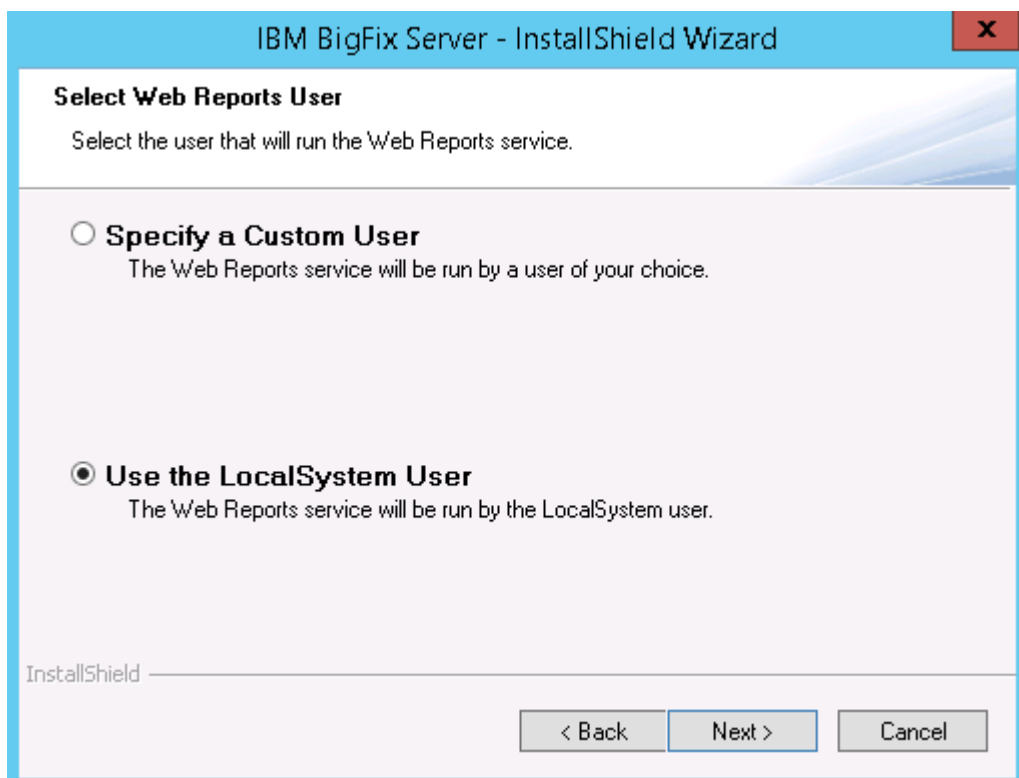 IBM BigFix Server - InstallShield Wizard
x
Select Web Reports User
Select the user that will run the Web Reports service.
Specify a Custom User
The Web Reports service will be run by a user of your choice.
Use the LocalSystem User
The Web Reports service will be run by the LocalSystem user.
InstallShield
< Back Next > Cancel